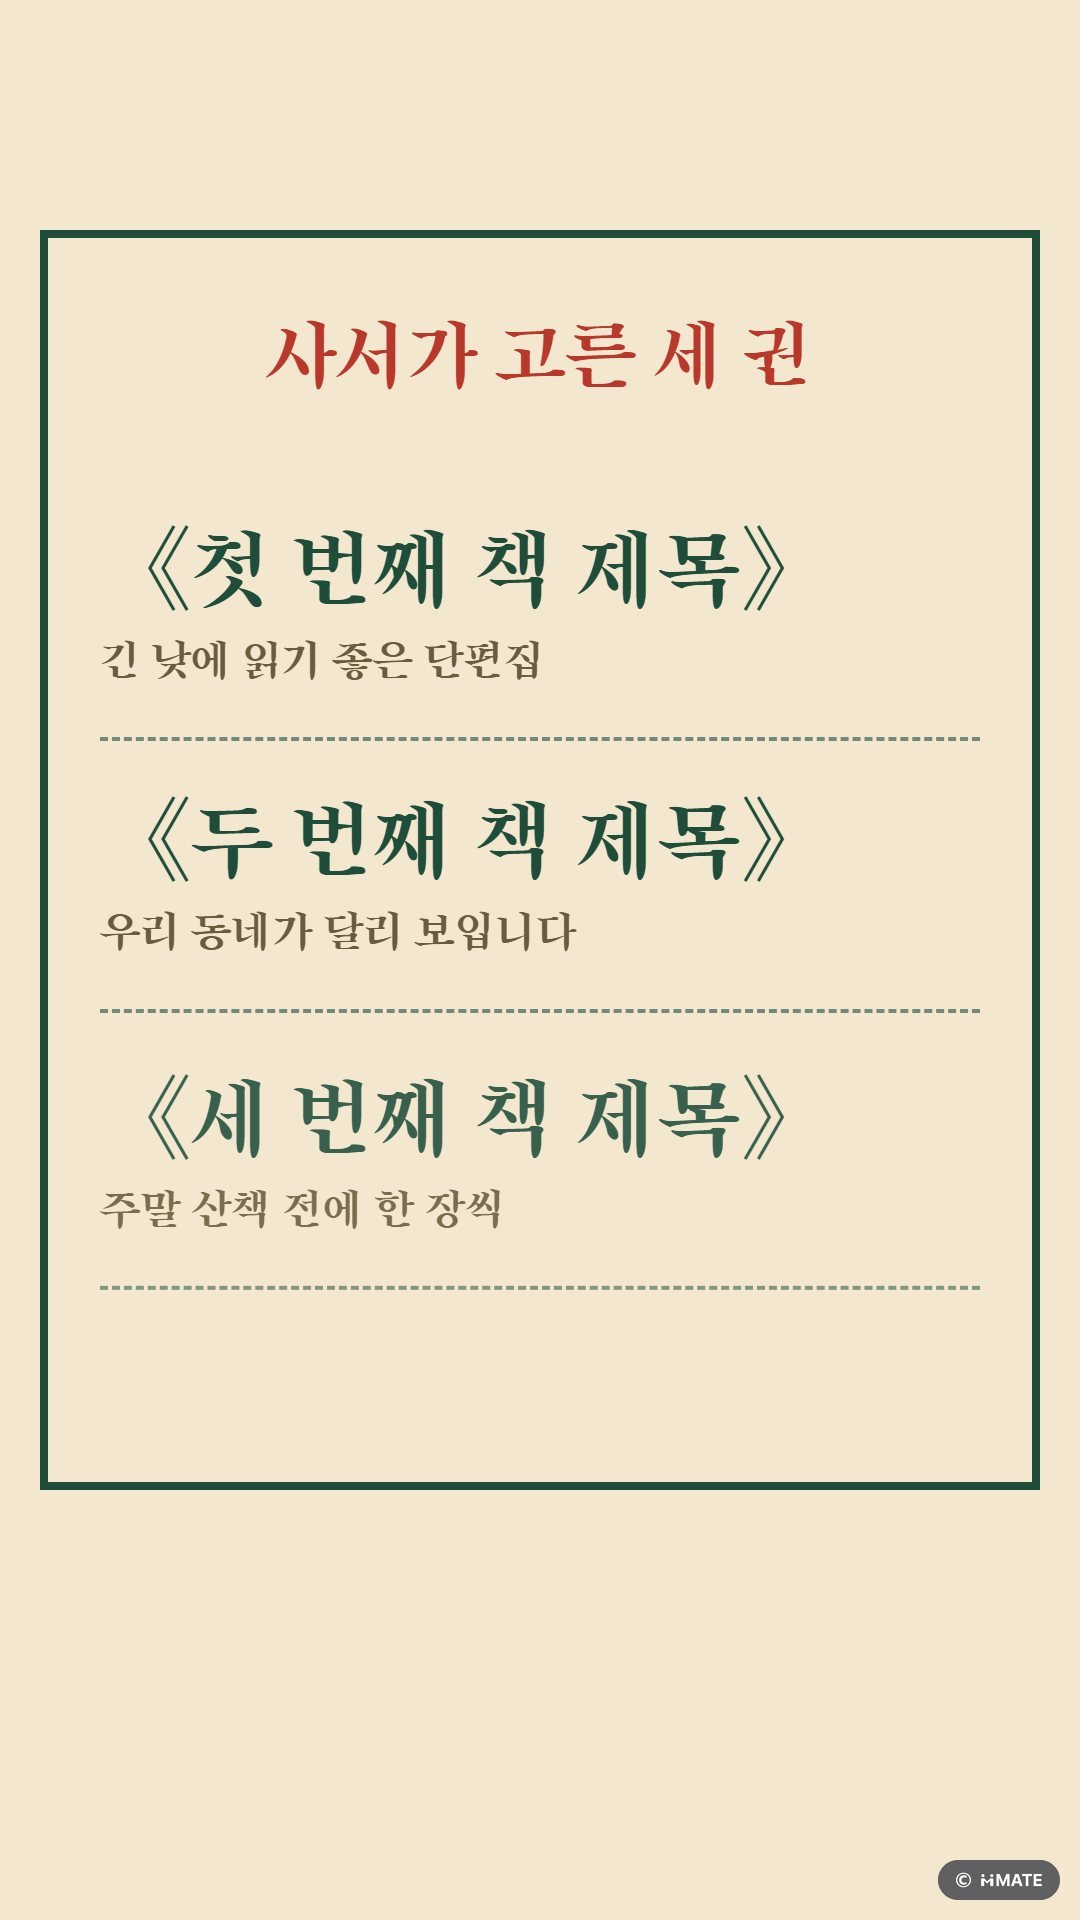 사서가 고른 세 권
《첫 번째 책 제목》
긴 낮에 읽기 좋은 단편집
《두 번째 책 제목》
우리 동네가 달리 보입니다
《세 번째 책 제목》
주말 산책 전에 한 장씩
© MMATE